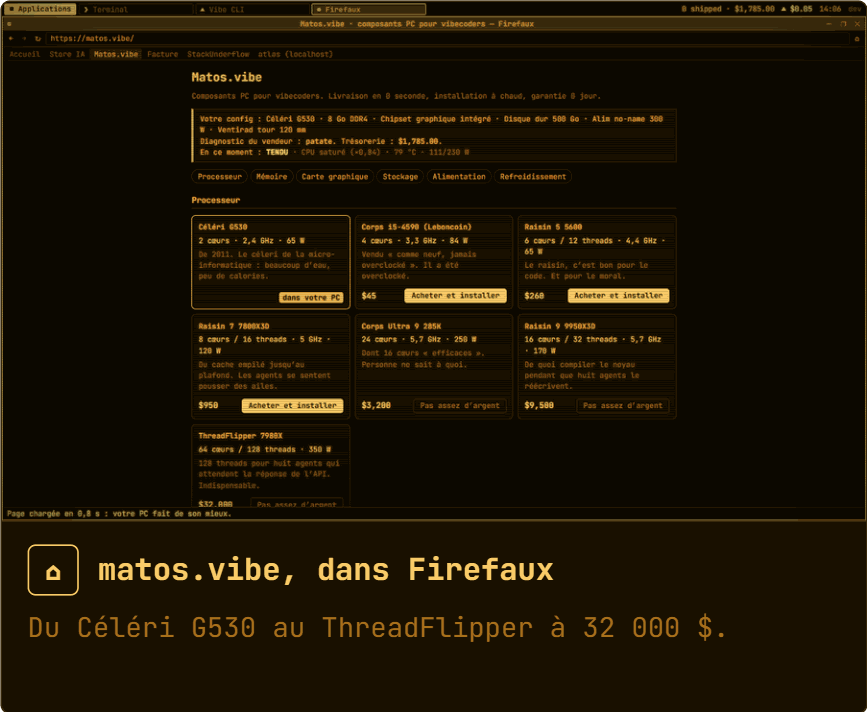 Applications
Terminal
Vibe CLI
Firefaux
0 shipped · $1,785.00 ▲ $0.05 14:06
Matos.vibe - composants PC pour vibecoders — Firefaux
https://matos.vibe/
Accueil Stare IA Matos.vibe Facture StackUnderflow atlas (localhost)
Matos.vibe
Composants PC pour vibecoders. Livraison en 0 seconde, installation à chaud, garantie 0 jour.
Votre config : Céléri G530 · 8 Go DDR4 · Chipset graphique intégré · Disque dur 500 Go · Alim no-name 300
W · Ventirad tour 120 mm
Diagnostic du vendeur : patate. Trésorerie : $1,785.00.
En ce moment : TENDU · CPU saturé (+0,84) · 79 °C · 111/230 W
Processeur Mémoire Carte graphique Stockage Alimentation Refroidissement
Processeur
Céléri G530
2 cœurs · 2,4 GHz · 65 W
De 2011. Le céleri de la micro-
informatique : beaucoup d'eau,
peu de calories.
dans votre PC
Corps i5-4590 (Leboncoin)
4 cœurs · 3,3 GHz · 84 W
Vendu « comme neuf, jamais
overclocké ». Il a été
overclocké.
$45 Acheter et installer
Raisin 5 5600
6 cœurs / 12 threads · 4,4 GHz ·
65 W
Le raisin, c'est bon pour le
code. Et pour le moral.
$260 Acheter et installer
Raisin 7 7800X3D
8 cœurs / 16 threads · 5 GHz ·
120 W
Du cache empilé jusqu'au
plafond. Les agents se sentent
pousser des ailes.
$950 Acheter et installer
Corps Ultra 9 285K
24 cœurs · 5,7 GHz · 250 W
Dont 16 cœurs « efficaces ».
Personne ne sait à quoi.
$3,200 Pas assez d'argent
Raisin 9 9950X3D
16 cœurs / 32 threads · 5,7 GHz
· 170 W
De quoi compiler le noyau
pendant que huit agents le
réécrivent.
$9,500 Pas assez d'argent
ThreadFlipper 7980X
64 cœurs / 128 threads · 350 W
128 threads pour huit agents qui
attendent la réponse de l'API.
Indispensable.
$32,000 Pas assez d'argent
Page chargée en 0,8 s : votre PC fait de son mieux.
matos.vibe, dans Firefaux
Du Céléri G530 au ThreadFlipper à 32 000 $.